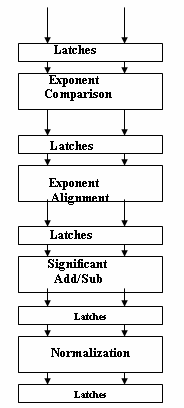 Latches
Exponent
Comparison
Latches
Exponent
Alignment
Latches
Significant
Add/Sub
Latches
Normalization
Latches